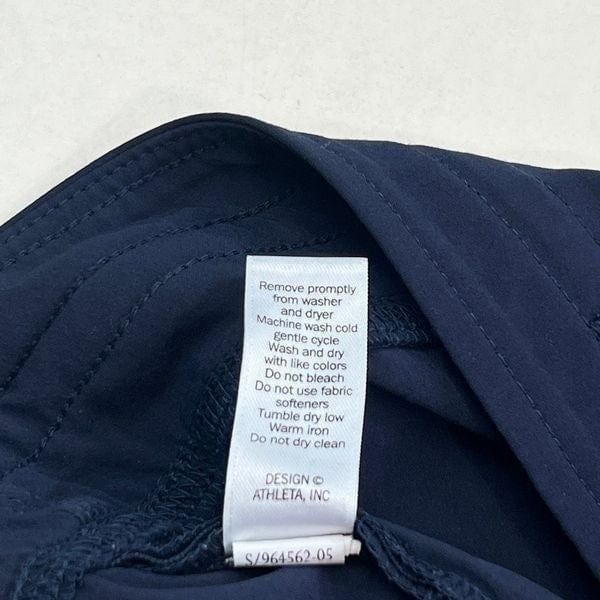 Remove promptly
from washer
and dryer
Machine wash cold
gentle cycle
Wash and dry
with like colors
Do not bleach
Do not use fabric
softeners
Tumble dry low
Warm iron
Do not dry clean
DESIGN ©
ATHLETA, INC
S/964562-05